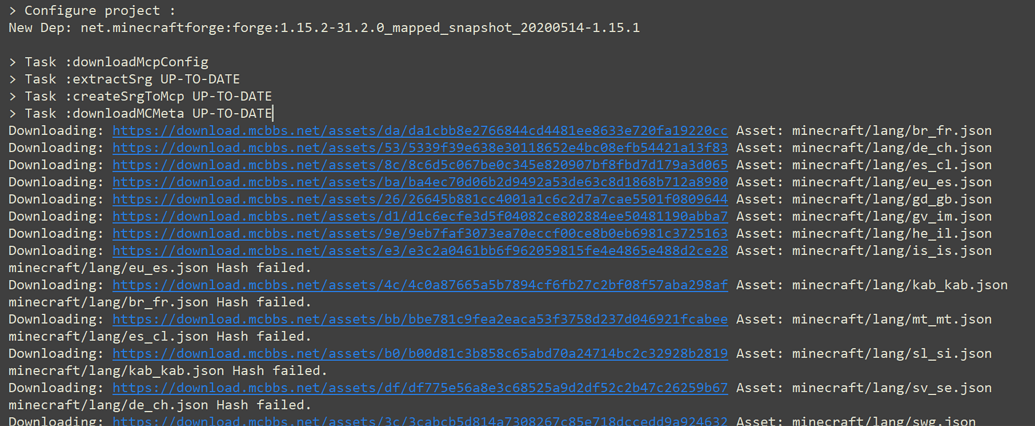 > Configure project :
New Dep: net.minecraftforge:forge:1.15.2-31.2.0_mapped_snapshot_20200514-1.15.1
> Task :downloadMcpConfig
> Task :extractSrg UP-TO-DATE
> Task :createSrgToMcp UP-TO-DATE
> Task :downloadMCMeta UP-TO-DATE
Downloading: https://download.mcbbs.net/assets/da/da1cbb8e2766844cd4481ee8633e720fa19220cc Asset: minecraft/lang/br_fr.json
Downloading: https://download.mcbbs.net/assets/53/5339f39e638e30118652e4bc08efb54421a13f83 Asset: minecraft/lang/de_ch.json
Downloading: https://download.mcbbs.net/assets/8c/8c6d5c067be0c345e820907bf8fbd7d179a3d065 Asset: minecraft/lang/es_cl.json
Downloading: https://download.mcbbs.net/assets/ba/ba4ec70d06b2d9492a53de63c8d1868b712a8980 Asset: minecraft/lang/eu_es.json
Downloading: https://download.mcbbs.net/assets/26/26645b881cc4001a1c6c2d7a7cae5501f0809644 Asset: minecraft/lang/gd_gb.json
Downloading: https://download.mcbbs.net/assets/d1/d1c6ecfe3d5f04082ce802884ee50481190abba7 Asset: minecraft/lang/gv_im.json
Downloading: https://download.mcbbs.net/assets/9e/9eb7faf3073ea70eccf00ce8b0eb6981c3725163 Asset: minecraft/lang/he_il.json
Downloading: https://download.mcbbs.net/assets/e3/e3c2a0461bb6f962059815fe4e4865e488d2ce28 Asset: minecraft/lang/is_is.json
minecraft/lang/eu_es.json Hash failed.
Downloading: https://download.mcbbs.net/assets/4c/4c0a87665a5b7894cf6fb27c2bf08f57aba298af Asset: minecraft/lang/kab_kab.json
minecraft/lang/br_fr.json Hash failed.
Downloading: https://download.mcbbs.net/assets/bb/bbe781c9fea2eaca53f3758d237d046921fcabee Asset: minecraft/lang/mt_mt.json
minecraft/lang/es_cl.json Hash failed.
Downloading: https://download.mcbbs.net/assets/b0/b00d81c3b858c65abd70a24714bc2c32928b2819 Asset: minecraft/lang/sl_si.json
minecraft/lang/kab_kab.json Hash failed.
Downloading: https://download.mcbbs.net/assets/df/df775e56a8e3c68525a9d2df52c2b47c26259b67 Asset: minecraft/lang/sv_se.json
minecraft/lang/de_ch.json Hash failed.
Downloading: https://download.mcbbs.net/assets/3c/3cabcb5d814a7308267c85e718dccedd9a924632 Asset: minecraft/lang/swg.json